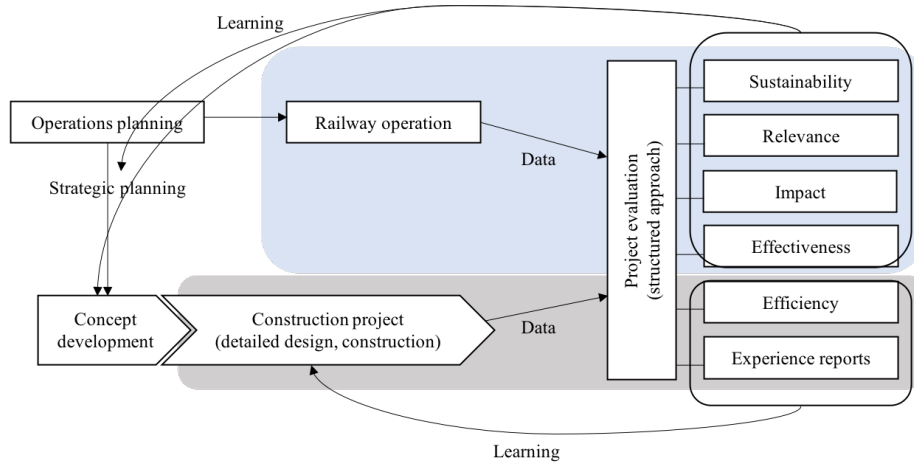 Learning
Operations planning
Railway operation
Data
Strategic planning
Concept
development
Construction project
(detailed design, construction)
Data
Project evaluation
(structured approach)
Sustainability
Relevance
Impact
Effectiveness
Efficiency
Experience reports
Learning